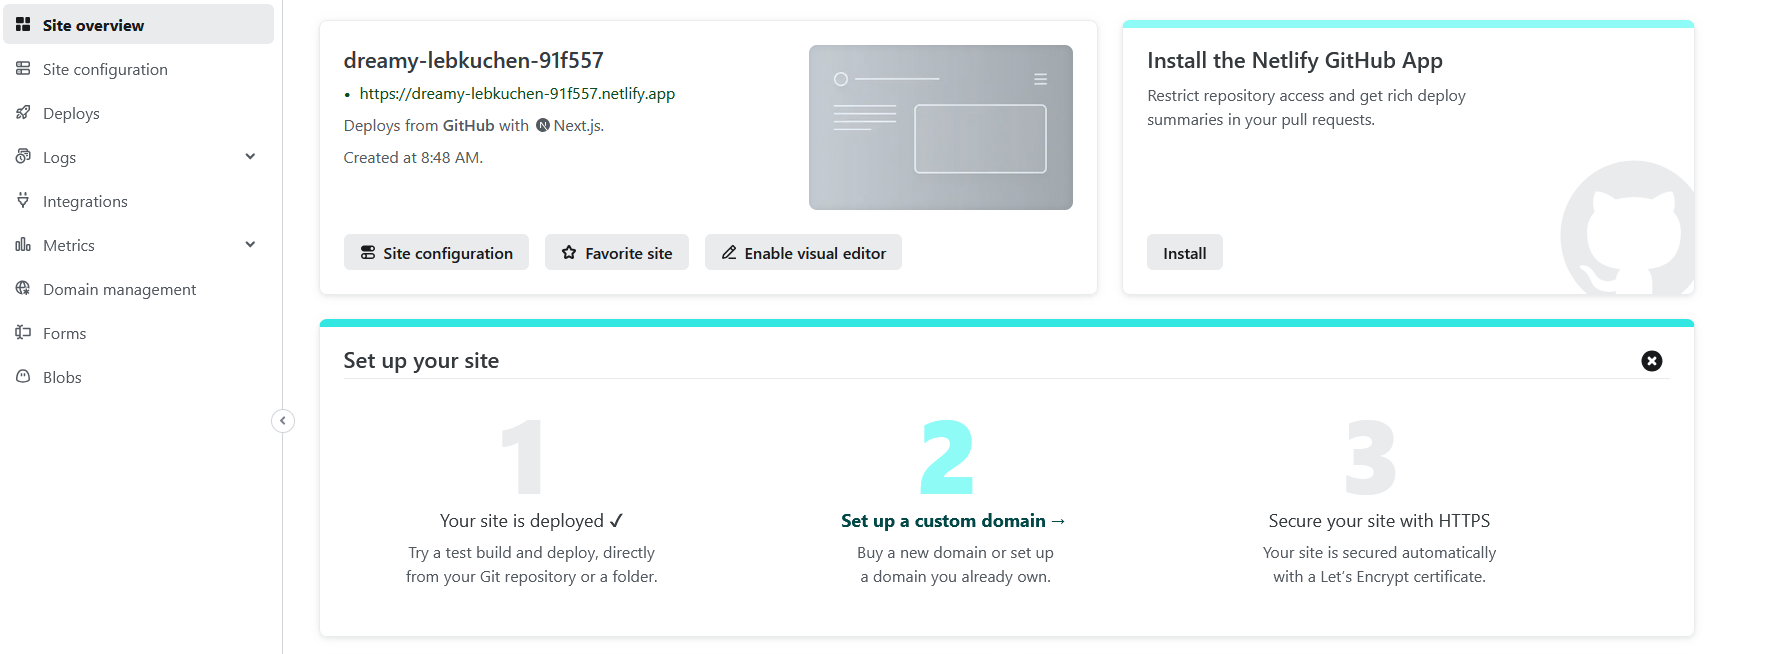 Site overview
Site configuration
Deploys
Logs
Integrations
Metrics
Domain management
Forms
Blobs
dreamy-lebkuchen-91f557
• https://dreamy-lebkuchen-91f557.netlify.app
Deploys from GitHub with N Next.js.
Created at 8:48 AM.
Site configuration
Favorite site
Enable visual editor
Install the Netlify GitHub App
Restrict repository access and get rich deploy
summaries in your pull requests.
Install
Set up your site
1
Your site is deployed ✓
Try a test build and deploy, directly
from your Git repository or a folder.
2
Set up a custom domain →
Buy a new domain or set up
a domain you already own.
3
Secure your site with HTTPS
Your site is secured automatically
with a Let’s Encrypt certificate.